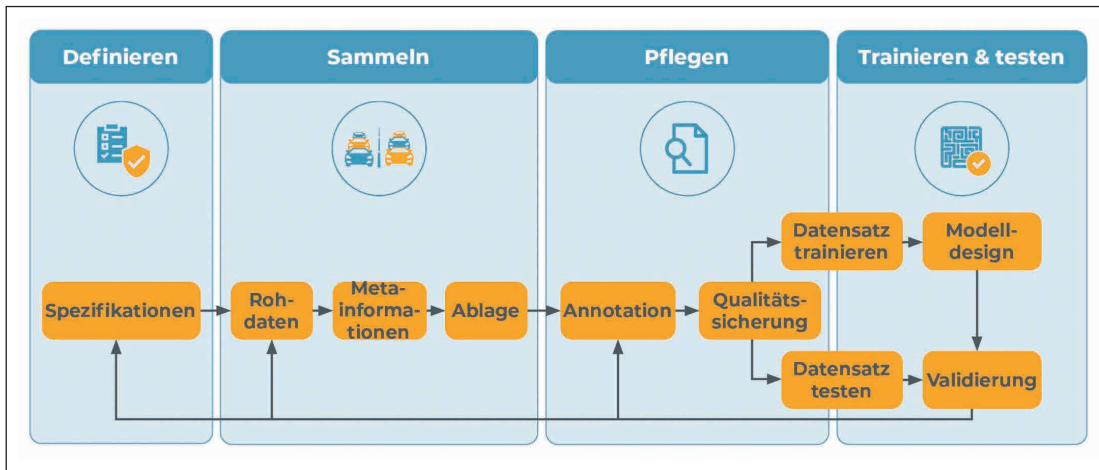 Definieren
Sammeln
Pflegen
Trainieren & testen
Spezifikationen
Roh-
daten
Meta-
informa-
tionen
Ablage
Annotation
Qualitäts-
sicherung
Datensatz
trainieren
Modell-
design
Datensatz
testen
Validierung